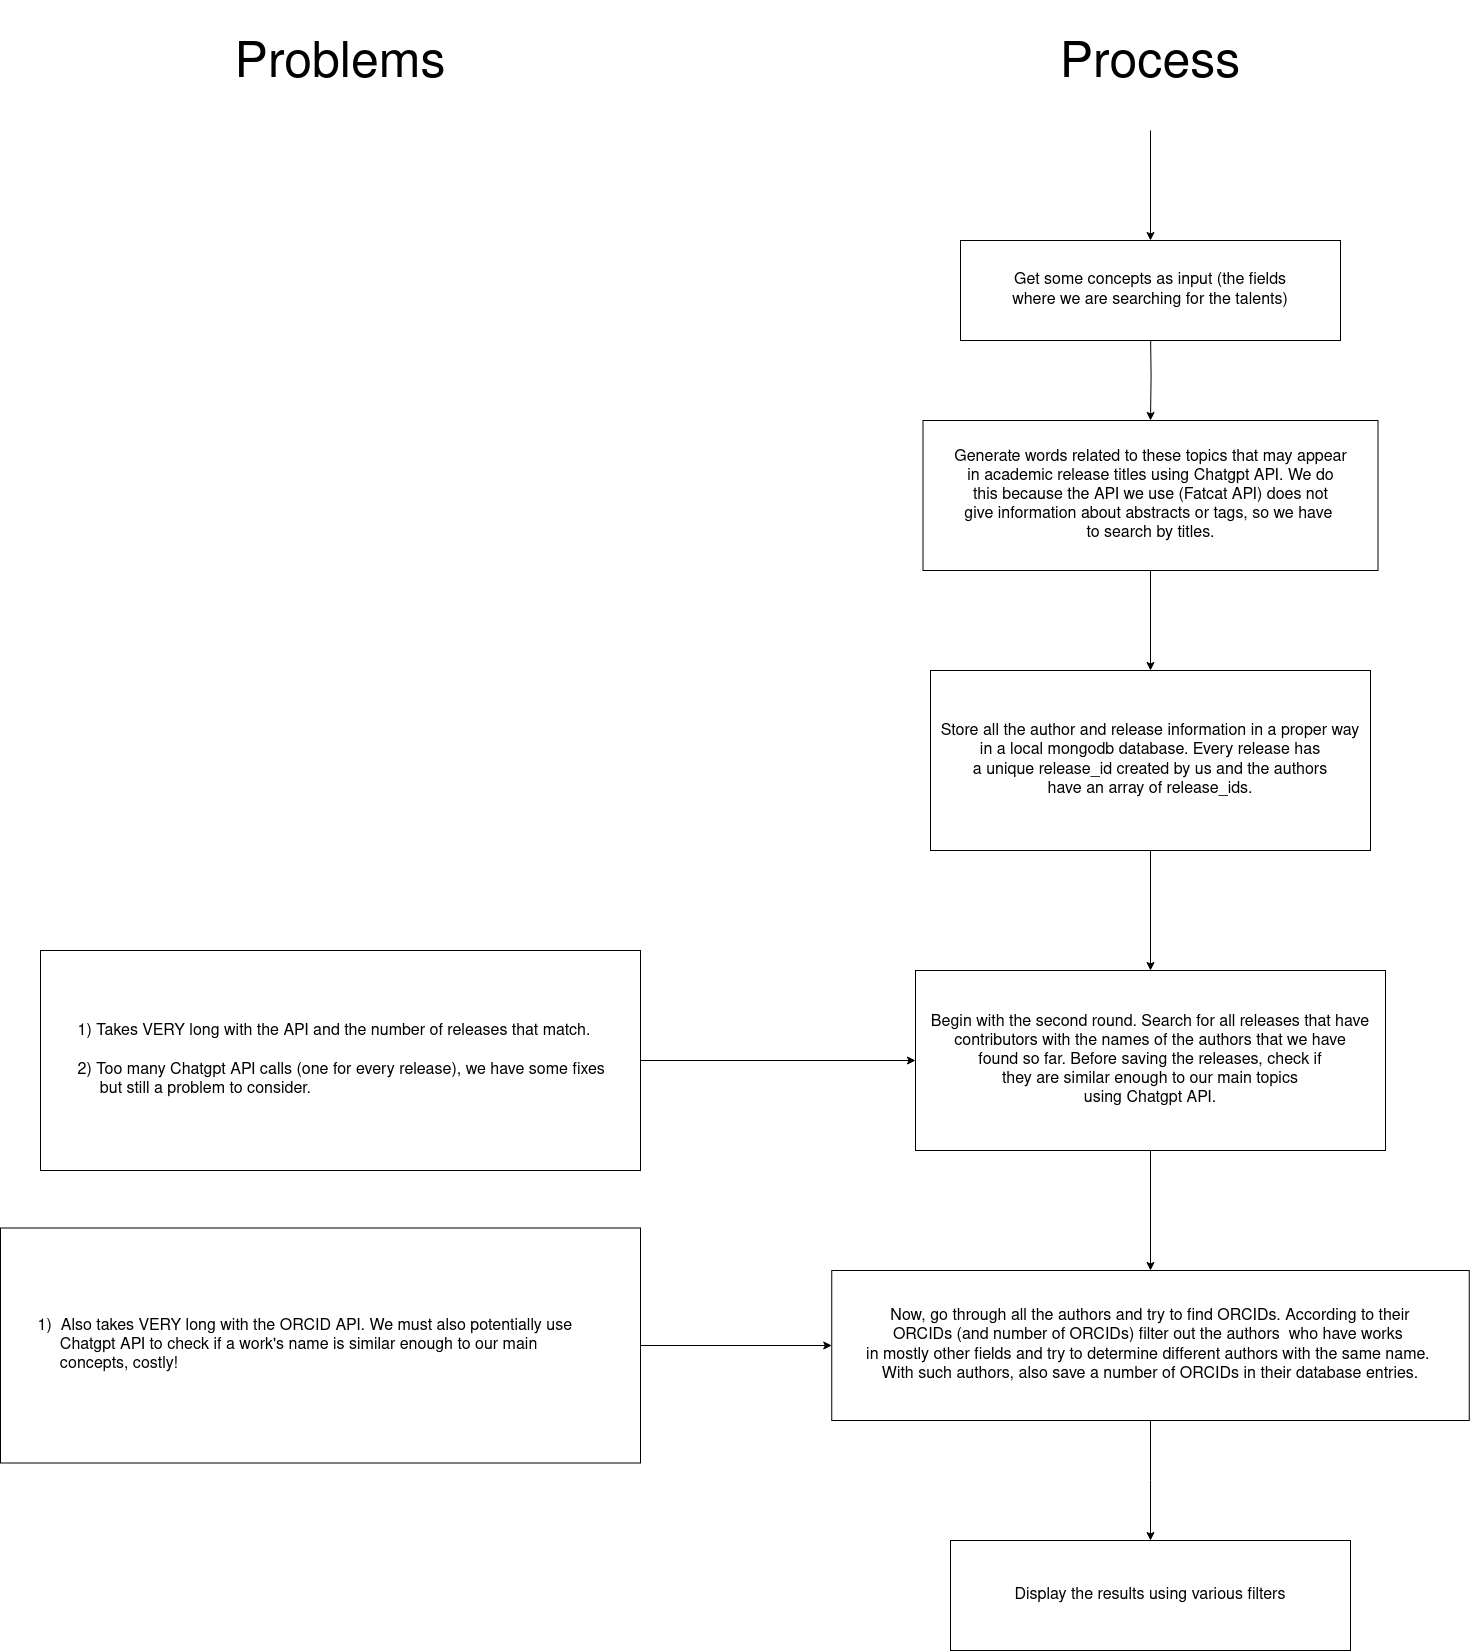 Problems
Process
Get some concepts as input (the fields
where we are searching for the talents)
Generate words related to these topics that may appear
in academic release titles using Chatgpt API. We do
this because the API we use (Fatcat API) does not
give information about abstracts or tags, so we have
to search by titles.
Store all the author and release information in a proper way
in a local mongodb database. Every release has
a unique release_id created by us and the authors
have an array of release_ids.
1) Takes VERY long with the API and the number of releases that match.
2) Too many Chatgpt API calls (one for every release), we have some fixes
but still a problem to consider.
Begin with the second round. Search for all releases that have
contributors with the names of the authors that we have
found so far. Before saving the releases, check if
they are similar enough to our main topics
using Chatgpt API.
1) Also takes VERY long with the ORCID API. We must also potentially use
Chatgpt API to check if a work's name is similar enough to our main
concepts, costly!
Now, go through all the authors and try to find ORCIDs. According to their
ORCIDs (and number of ORCIDs) filter out the authors who have works
in mostly other fields and try to determine different authors with the same name.
With such authors, also save a number of ORCIDs in their database entries.
Display the results using various filters